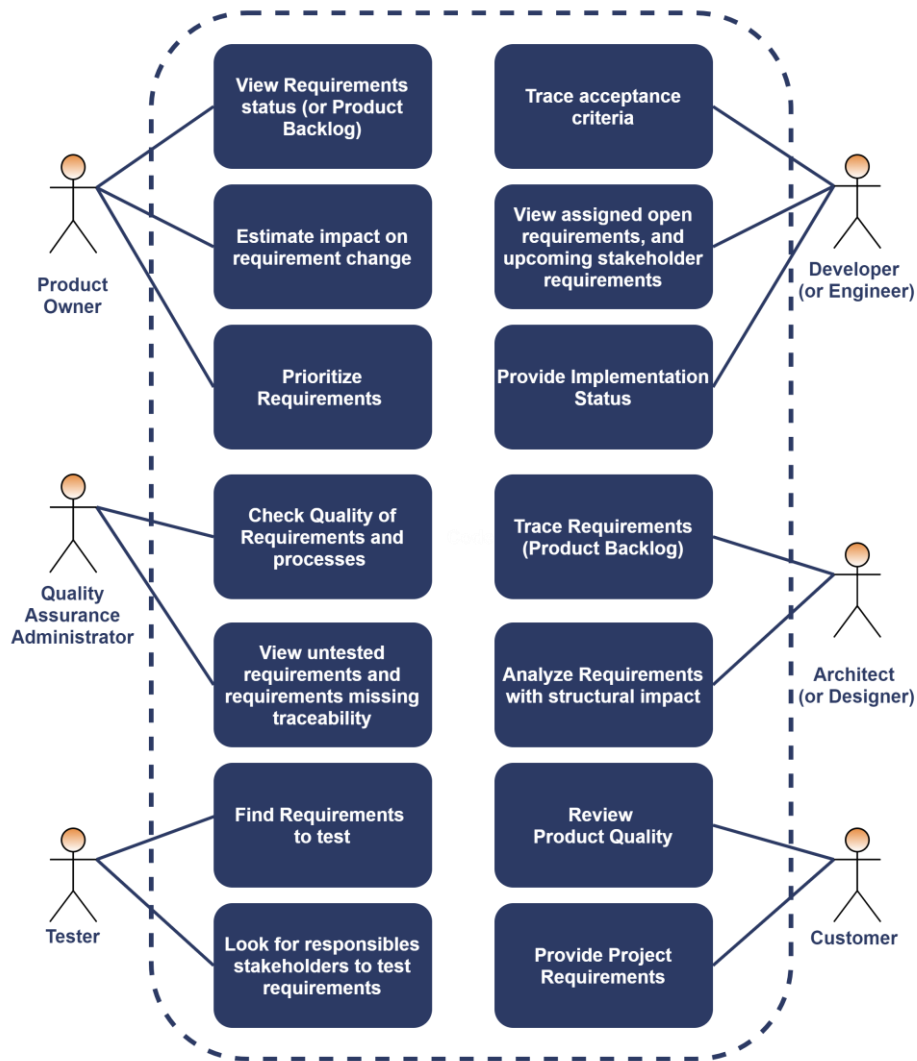 View Requirements
status (or Product
Backlog)
Trace acceptance
criteria
Product
Owner
Estimate impact on
requirement change
View assigned open
requirements, and
upcoming stakeholder
requirements
Developer
(or Engineer)
Prioritize
Requirements
Provide Implementation
Status
Quality
Assurance
Administrator
Check Quality of
Requirements and
processes
Trace Requirements
(Product Backlog)
View untested
requirements and
requirements missing
traceability
Analyze Requirements
with structural impact
Architect
(or Designer)
Find Requirements
to test
Review
Product Quality
Tester
Look for responsibles
stakeholders to test
requirements
Provide Project
Requirements
Customer